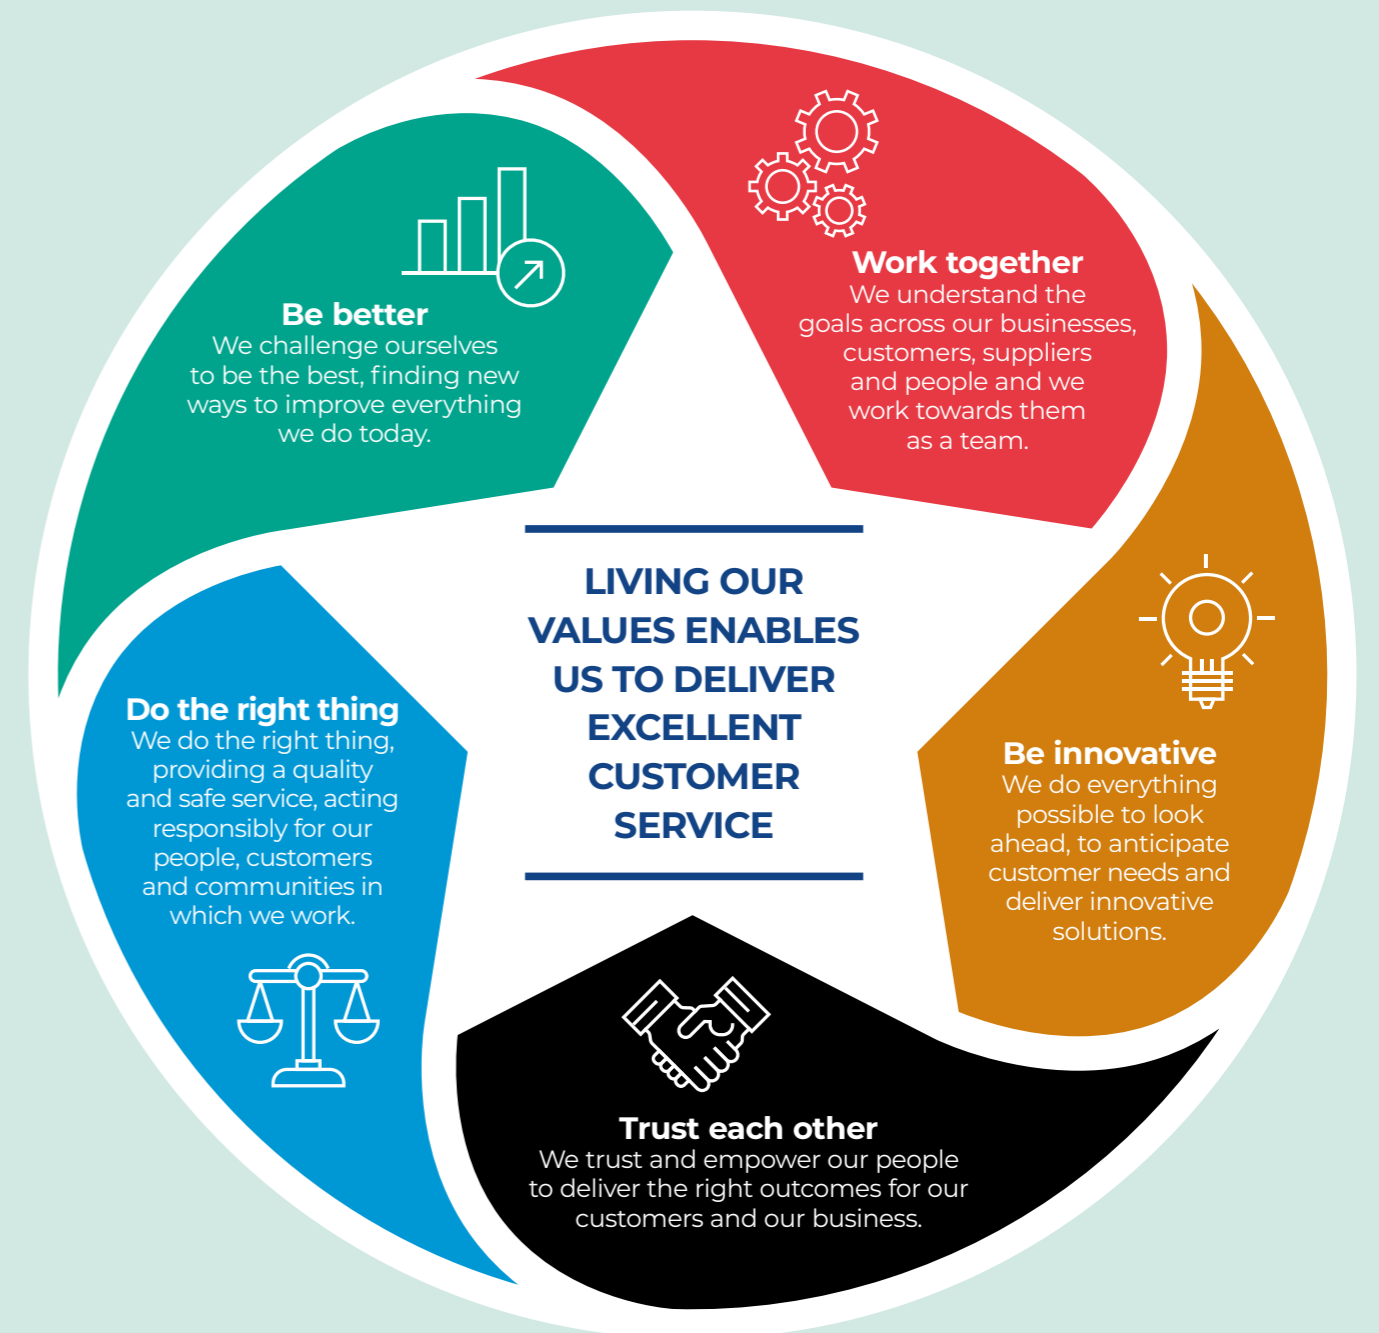 Work together
We understand the
goals across our businesses,
customers, suppliers
and people and we
work towards them
as a team.
Be better
We challenge ourselves
to be the best, finding new
ways to improve everything
we do today.
LIVING OUR
VALUES ENABLES
US TO DELIVER
EXCELLENT
CUSTOMER
SERVICE
Do the right thing
We do the right thing,
providing a quality
and safe service, acting
responsibly for our
people, customers
and communities in
which we work.
Be innovative
We do everything
possible to look
ahead, to anticipate
customer needs and
deliver innovative
solutions.
Trust each other
We trust and empower our people
to deliver the right outcomes for our
customers and our business.